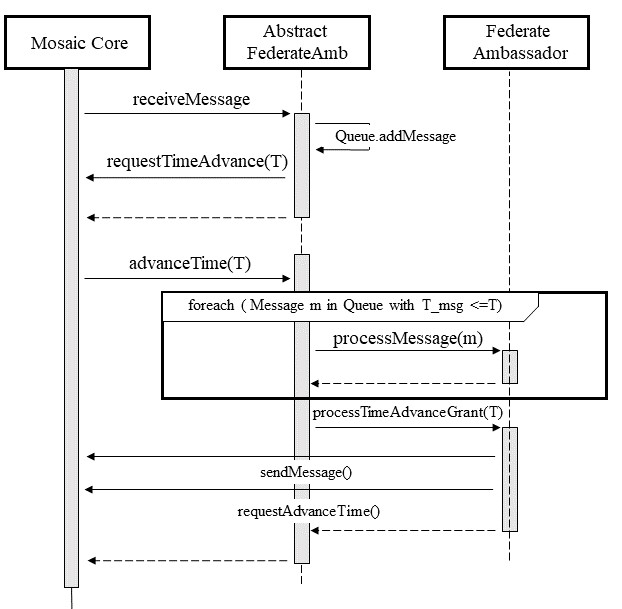 Mosaic Core
Abstract
FederateAmb
Federate
Ambassador
receiveMessage
Queue.addMessage
requestTimeAdvance(T)
advanceTime(T)
foreach ( Message m in Queue with T_msg <=T)
processMessage(m)
processTimeAdvanceGrant(T)
sendMessage()
requestAdvanceTime()